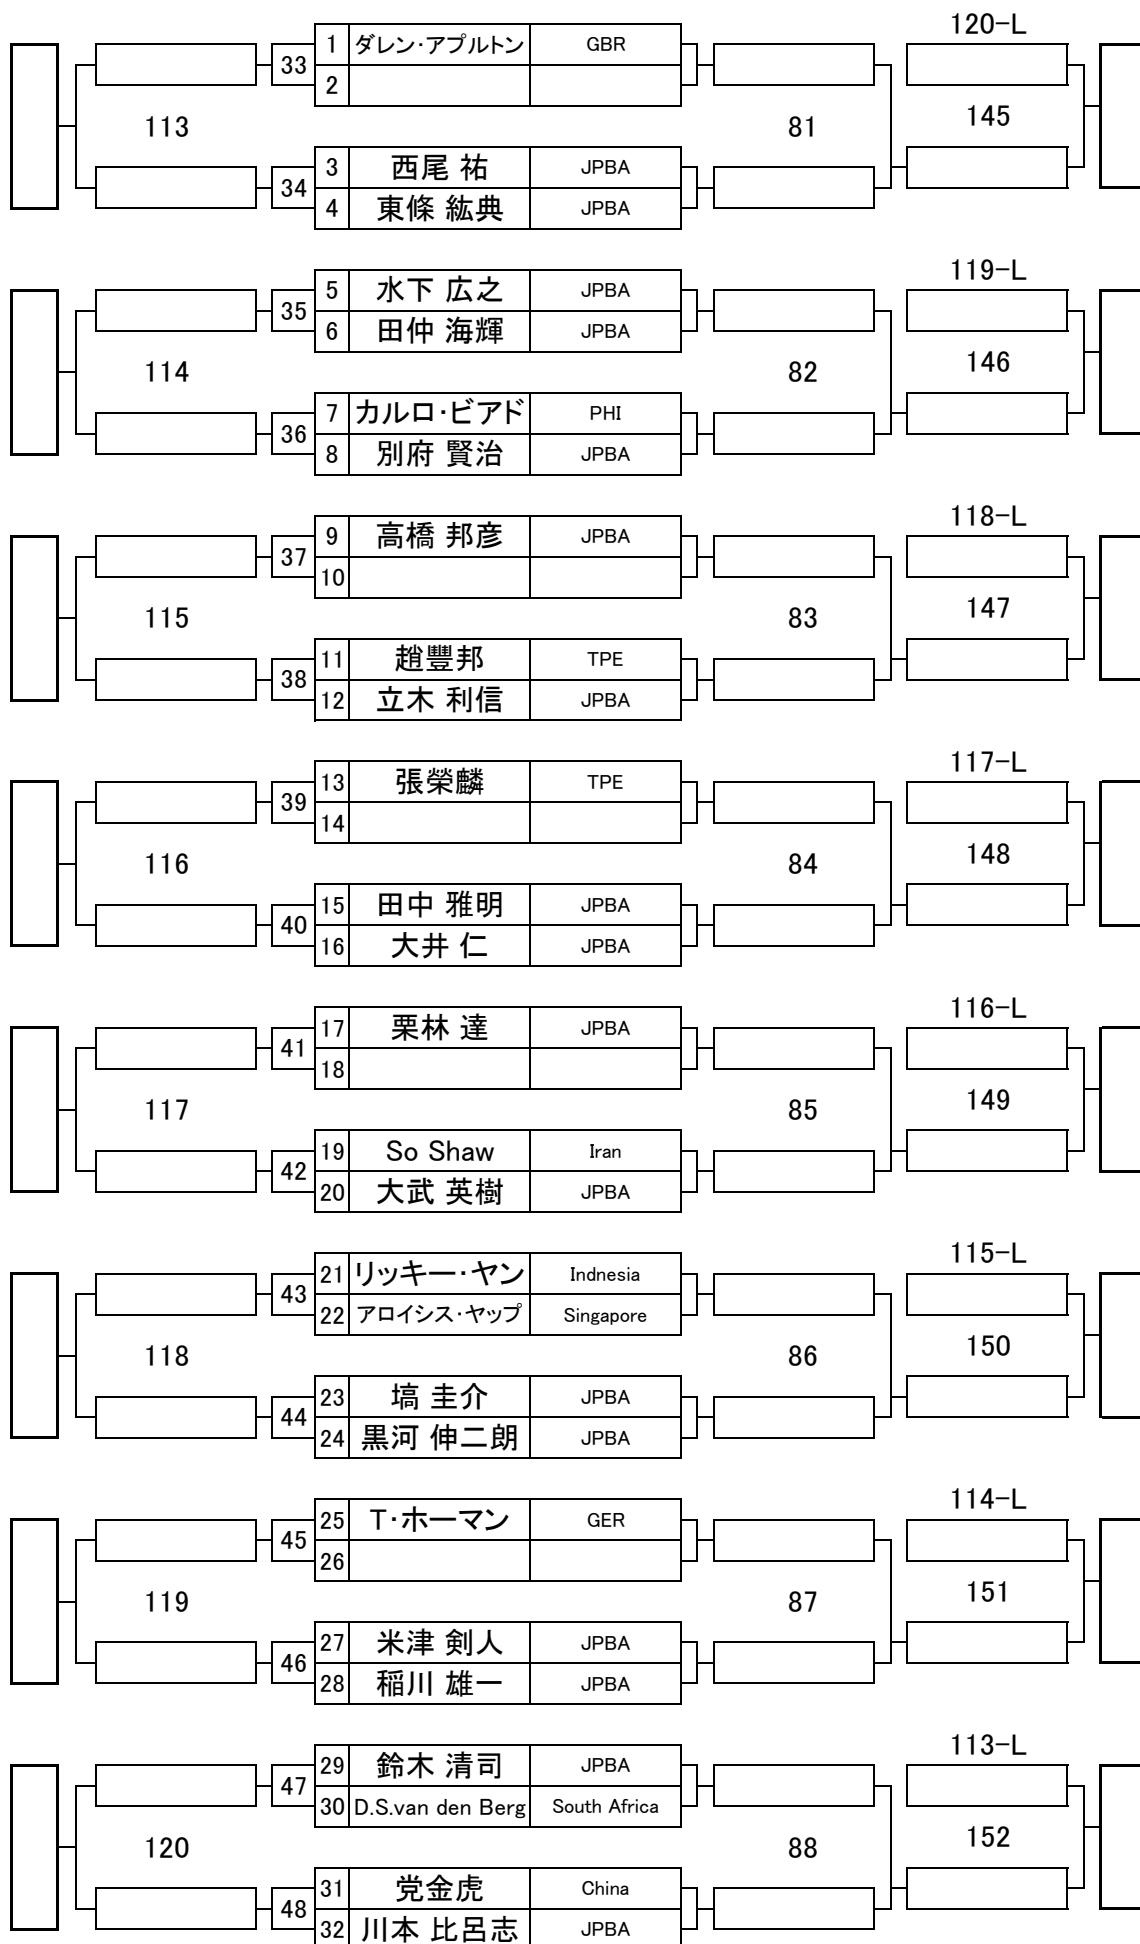 120-L
33 1 ダレン・アプルトン GBR
2
113 81 145
34 3 西尾 祐 JPBA
4 東條 紘典 JPBA
119-L
35 5 水下 広之 JPBA
6 田仲 海輝 JPBA
114 82 146
36 7 カルロ・ビアド PHI
8 別府 賢治 JPBA
118-L
37 9 高橋 邦彦 JPBA
10
115 83 147
38 11 趙豐邦 TPE
12 立木 利信 JPBA
117-L
39 13 張榮麟 TPE
14
116 84 148
40 15 田中 雅明 JPBA
16 大井 仁 JPBA
116-L
41 17 栗林 達 JPBA
18
117 85 149
42 19 So Shaw Iran
20 大武 英樹 JPBA
115-L
43 21 リッキー・ヤン Indnesia
22 アロイシス・ヤップ Singapore
118 86 150
44 23 塙 圭介 JPBA
24 黒河 伸二朗 JPBA
114-L
45 25 T・ホーマン GER
26
119 87 151
46 27 米津 剣人 JPBA
28 稲川 雄一 JPBA
113-L
47 29 鈴木 清司 JPBA
30 D.S.van den Berg South Africa
120 88 152
48 31 党金虎 China
32 川本 比呂志 JPBA